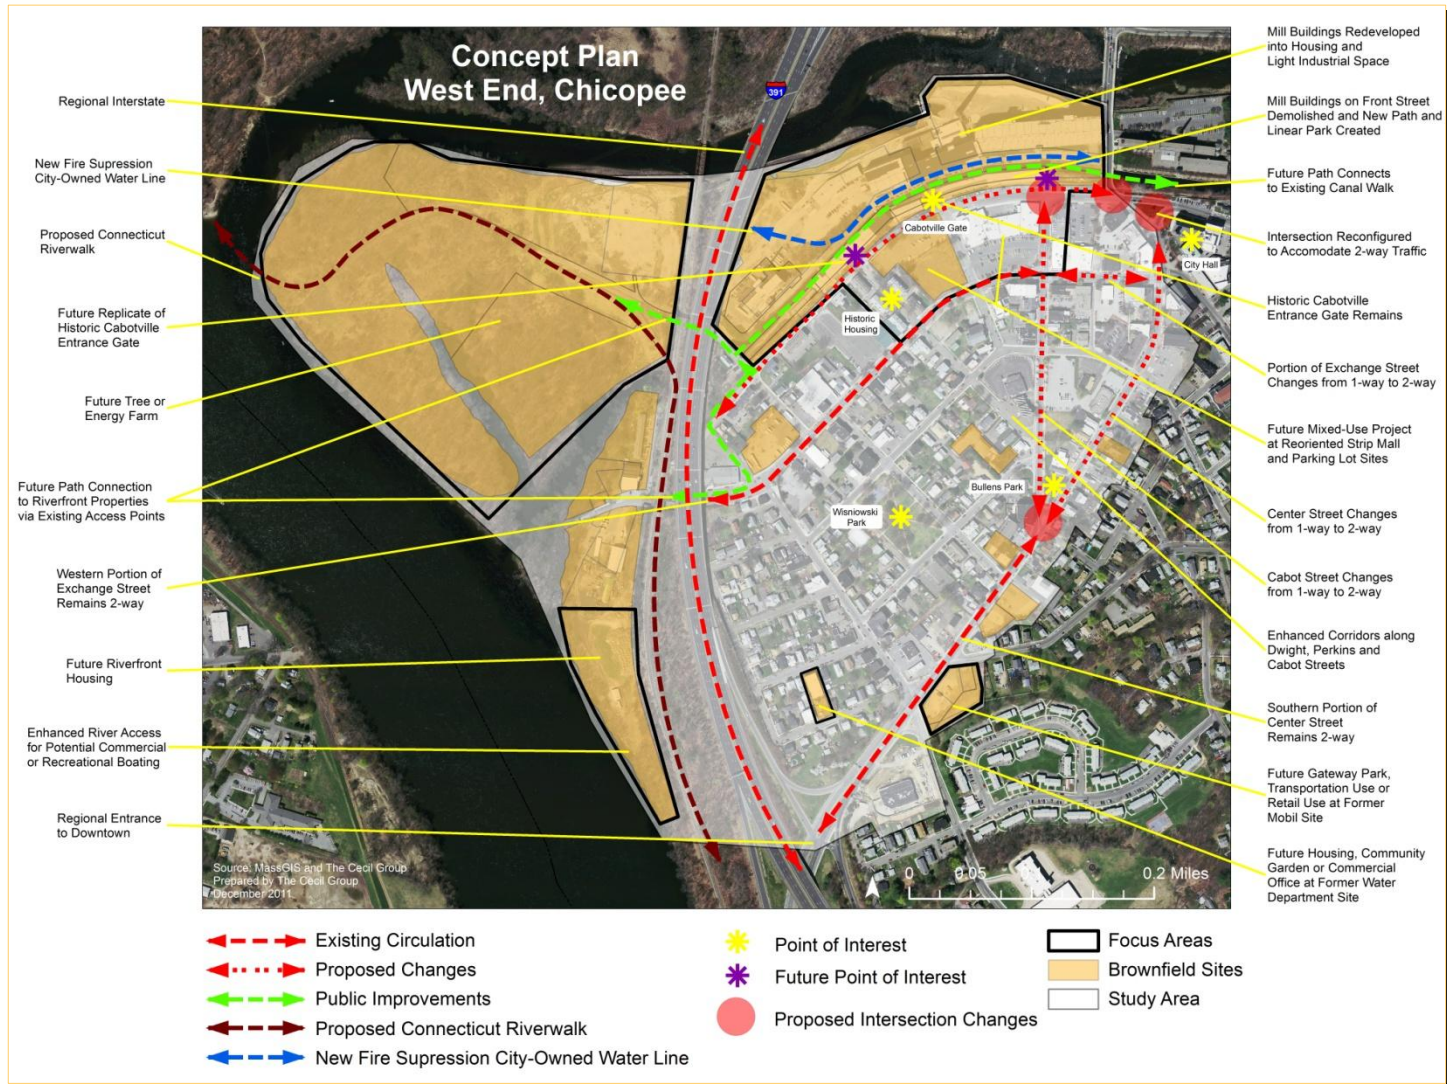 Concept Plan
West End, Chicopee
391
Regional Interstate
New Fire Supression
City-Owned Water Line
Proposed Connecticut
Riverwalk
Future Replicate of
Historic Cabotville
Entrance Gate
Future Tree or
Energy Farm
Future Path Connection
to Riverfront Properties
via Existing Access Points
Western Portion of
Exchange Street
Remains 2-way
Future Riverfront
Housing
Enhanced River Access
for Potential Commercial
or Recreational Boating
Regional Entrance
to Downtown
Mill Buildings Redeveloped
into Housing and
Light Industrial Space
Mill Buildings on Front Street
Demolished and New Path and
Linear Park Created
Future Path Connects
to Existing Canal Walk
Intersection Reconfigured
to Accomodate 2-way Traffic
Historic Cabotville
Entrance Gate Remains
Portion of Exchange Street
Changes from 1-way to 2-way
Future Mixed-Use Project
at Reoriented Strip Mall
and Parking Lot Sites
Center Street Changes
from 1-way to 2-way
Cabot Street Changes
from 1-way to 2-way
Enhanced Corridors along
Dwight, Perkins and
Cabot Streets
Southern Portion of
Center Street
Remains 2-way
Future Gateway Park,
Transportation Use or
Retail Use at Former
Mobil Site
Future Housing, Community
Garden or Commercial
Office at Former Water
Department Site
Cabotville Gate
City Hall
Historic
Housing
Bullens Park
Wisniowski
Park
Source: MassGIS and The Cecil Group
Prepared by The Cecil Group
December 2011
0 0.05 0.1 0.2 Miles
Existing Circulation
Proposed Changes
Public Improvements
Proposed Connecticut Riverwalk
New Fire Supression City-Owned Water Line
Point of Interest
Future Point of Interest
Proposed Intersection Changes
Focus Areas
Brownfield Sites
Study Area